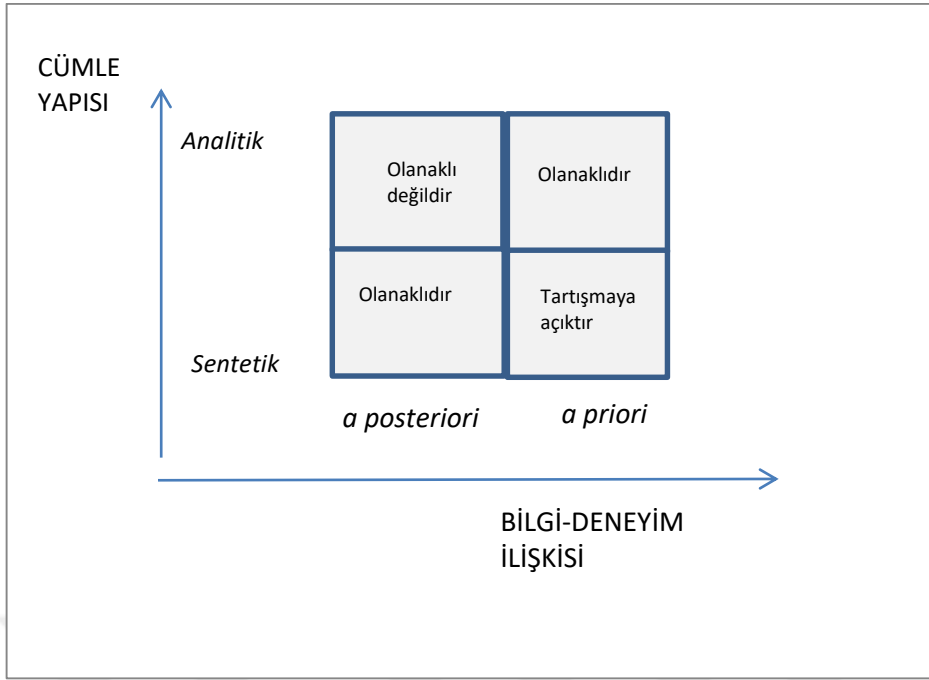 CÜMLE
YAPISI
Analitik
Olanaklı
değildir
Olanaklıdır
Olanaklıdır
Tartışmaya
açıktır
Sentetik
a posteriori
a priori
BİLGİ-DENEYİM
İLİŞKİSİ